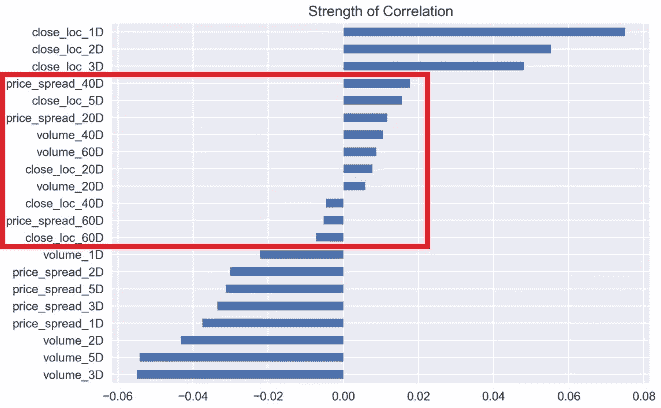 Strength of Correlation
close_loc_1D
close_loc_2D
close_loc_3D
price_spread_40D
close_loc_5D
price_spread_20D
volume_40D
volume_60D
close_loc_20D
volume_20D
close_loc_40D
price_spread_60D
close_loc_60D
volume_1D
price_spread_2D
price_spread_5D
price_spread_3D
price_spread_1D
volume_2D
volume_5D
volume_3D
−0.06 −0.04 −0.02 0.00 0.02 0.04 0.06 0.08